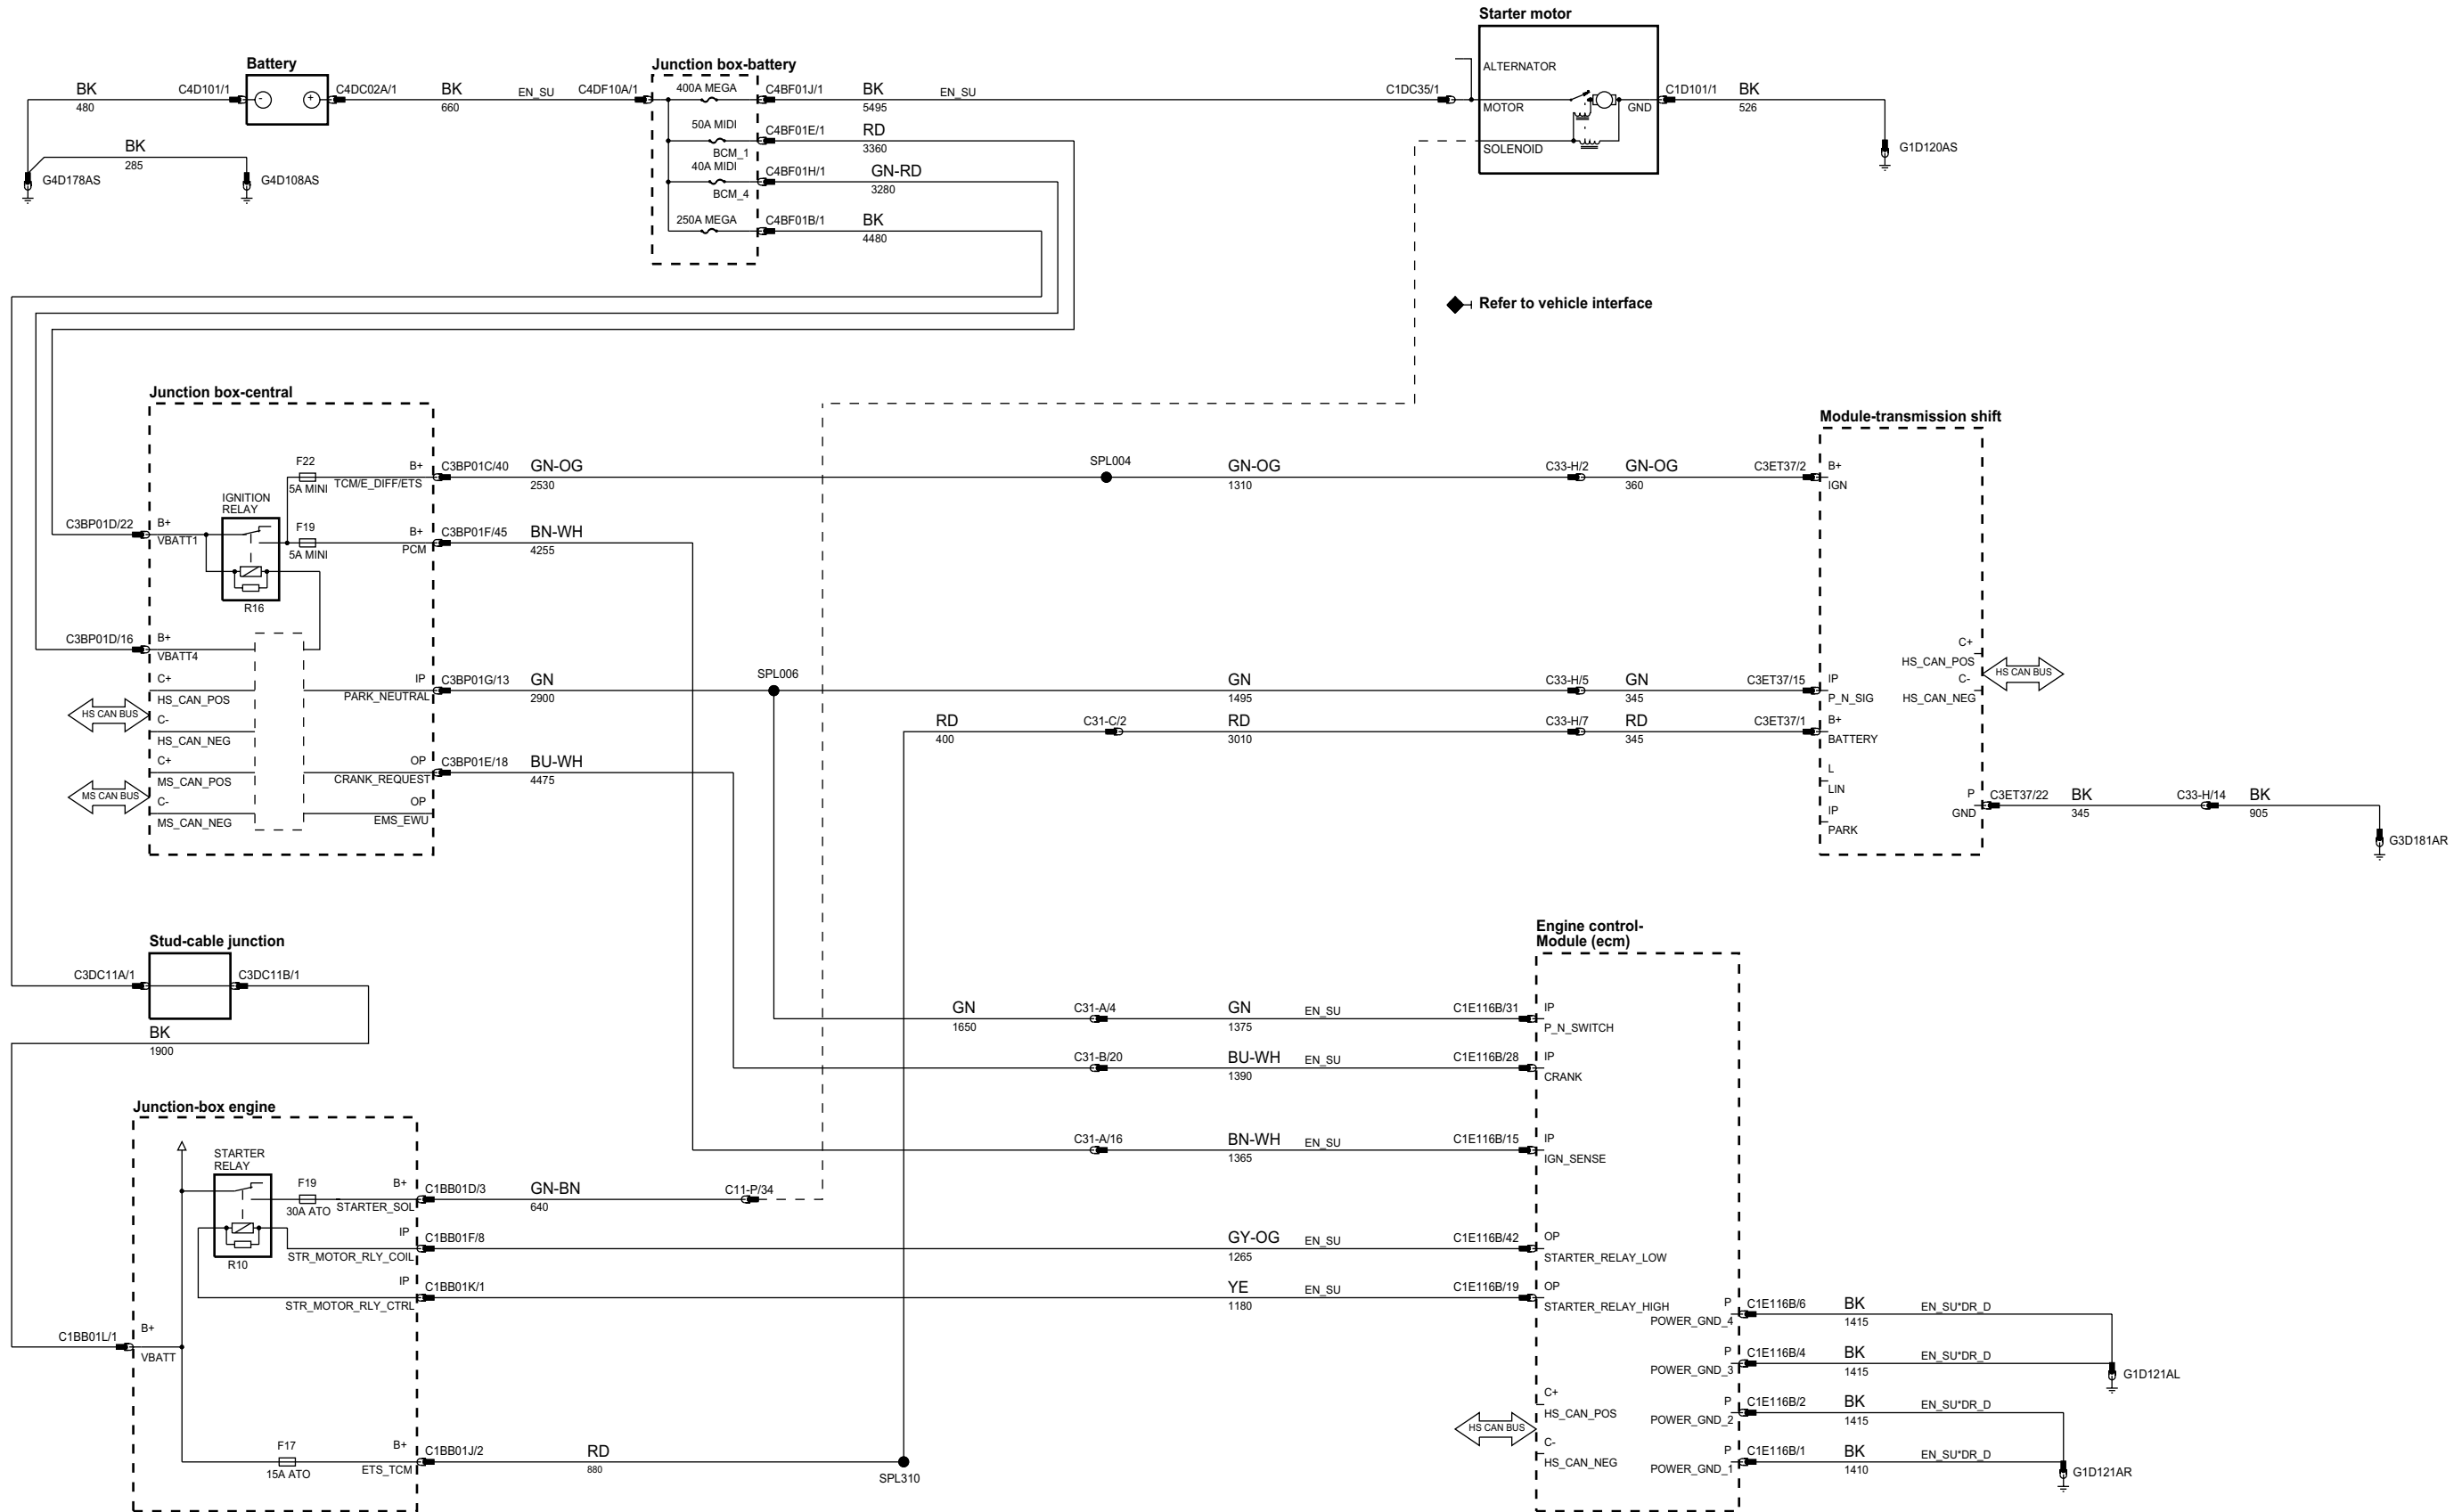 Starter motor
Battery
Junction box-battery
BK
480
C4D101/1
-
+
C4DC02A/1
BK
660
EN_SU
C4DF10A/1
400A MEGA
C4BF01J/1
BK
5495
EN_SU
C1DC35/1
ALTERNATOR
MOTOR
GND
SOLENOID
C1D101/1
BK
526
G1D120AS
BK
285
G4D178AS
G4D108AS
50A MIDI
BCM_1
C4BF01E/1
RD
3360
40A MIDI
BCM_4
C4BF01H/1
GN-RD
3280
250A MEGA
C4BF01B/1
BK
4480
Refer to vehicle interface
Junction box-central
Module-transmission shift
F22
5A MINI
B+
TCM/E_DIFF/ETS
C3BP01C/40
GN-OG
2530
SPL004
GN-OG
1310
C33-H/2
GN-OG
360
C3ET37/2
B+
IGN
IGNITION
RELAY
R16
C3BP01D/22
B+
VBATT1
F19
5A MINI
B+
PCM
C3BP01F/45
BN-WH
4255
C3BP01D/16
B+
VBATT4
C+
HS_CAN_POS
HS CAN BUS
C-
HS_CAN_NEG
C+
MS_CAN_POS
MS CAN BUS
C-
MS_CAN_NEG
IP
PARK_NEUTRAL
C3BP01G/13
GN
2900
SPL006
GN
1495
C33-H/5
GN
345
C3ET37/15
IP
P_N_SIG
C+
HS_CAN_POS
C-
HS_CAN_NEG
HS CAN BUS
RD
400
C31-C/2
RD
3010
C33-H/7
RD
345
C3ET37/1
B+
BATTERY
OP
CRANK_REQUEST
C3BP01E/18
BU-WH
4475
OP
EMS_EWU
L
LIN
IP
PARK
P
GND
C3ET37/22
BK
345
C33-H/14
BK
905
G3D181AR
Stud-cable junction
C3DC11A/1
C3DC11B/1
BK
1900
Engine control-
Module (ecm)
GN
1650
C31-A/4
GN
1375
EN_SU
C1E116B/31
IP
P_N_SWITCH
C31-B/20
BU-WH
1390
EN_SU
C1E116B/28
IP
CRANK
C31-A/16
BN-WH
1365
EN_SU
C1E116B/15
IP
IGN_SENSE
Junction-box engine
STARTER
RELAY
R10
F19
30A ATO
B+
STARTER_SOL
C1BB01D/3
GN-BN
640
C11-P/34
IP
STR_MOTOR_RLY_COIL
C1BB01F/8
GY-OG
1265
EN_SU
C1E116B/42
OP
STARTER_RELAY_LOW
IP
STR_MOTOR_RLY_CTRL
C1BB01K/1
YE
1180
EN_SU
C1E116B/19
OP
STARTER_RELAY_HIGH
C1BB01L/1
B+
VBATT
P
POWER_GND_4
C1E116B/6
BK
1415
EN_SU*DR_D
P
POWER_GND_3
C1E116B/4
BK
1415
EN_SU*DR_D
G1D121AL
P
POWER_GND_2
C1E116B/2
BK
1415
EN_SU*DR_D
P
POWER_GND_1
C1E116B/1
BK
1410
EN_SU*DR_D
G1D121AR
C+
HS_CAN_POS
HS CAN BUS
C-
HS_CAN_NEG
F17
15A ATO
B+
ETS_TCM
C1BB01J/2
RD
880
SPL310